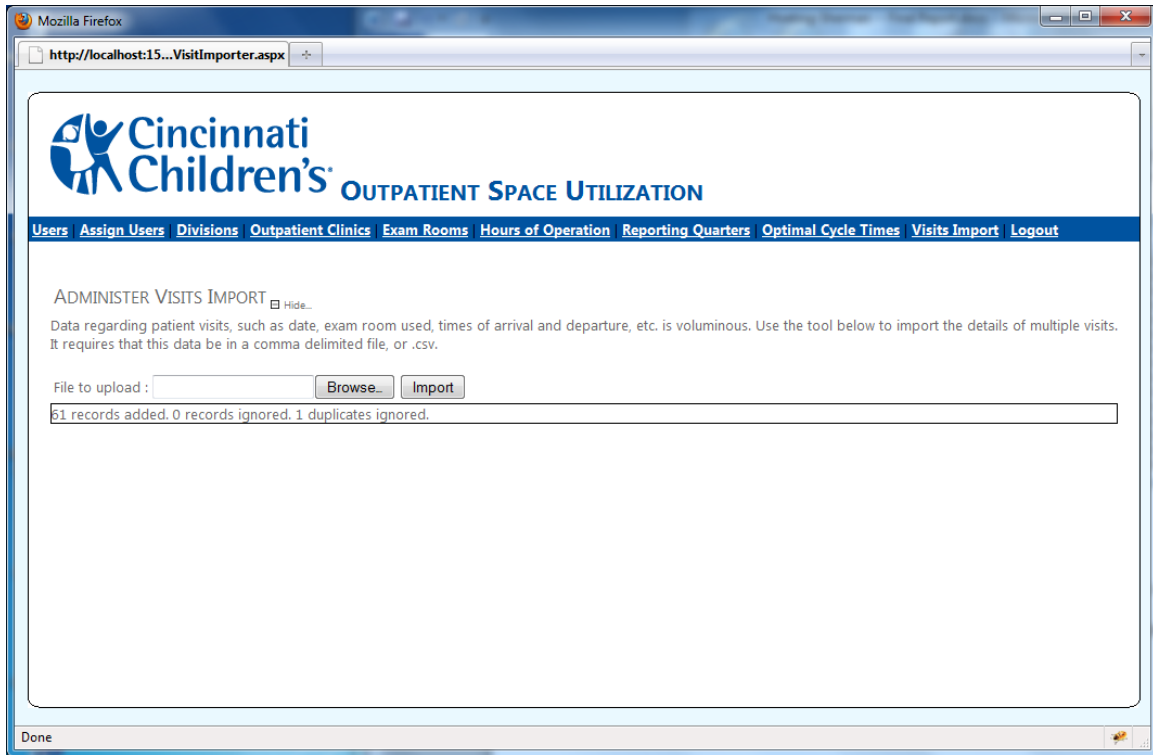 Mozilla Firefox
http://localhost:15...VisitImporter.aspx
Cincinnati
Children's
OUTPATIENT SPACE UTILIZATION
Users | Assign Users | Divisions | Outpatient Clinics | Exam Rooms | Hours of Operation | Reporting Quarters | Optimal Cycle Times | Visits Import | Logout
ADMINISTER VISITS IMPORT Hide...
Data regarding patient visits, such as date, exam room used, times of arrival and departure, etc. is voluminous. Use the tool below to import the details of multiple visits.
It requires that this data be in a comma delimited file, or .csv.
File to upload : Browse... Import
61 records added. 0 records ignored. 1 duplicates ignored.
Done